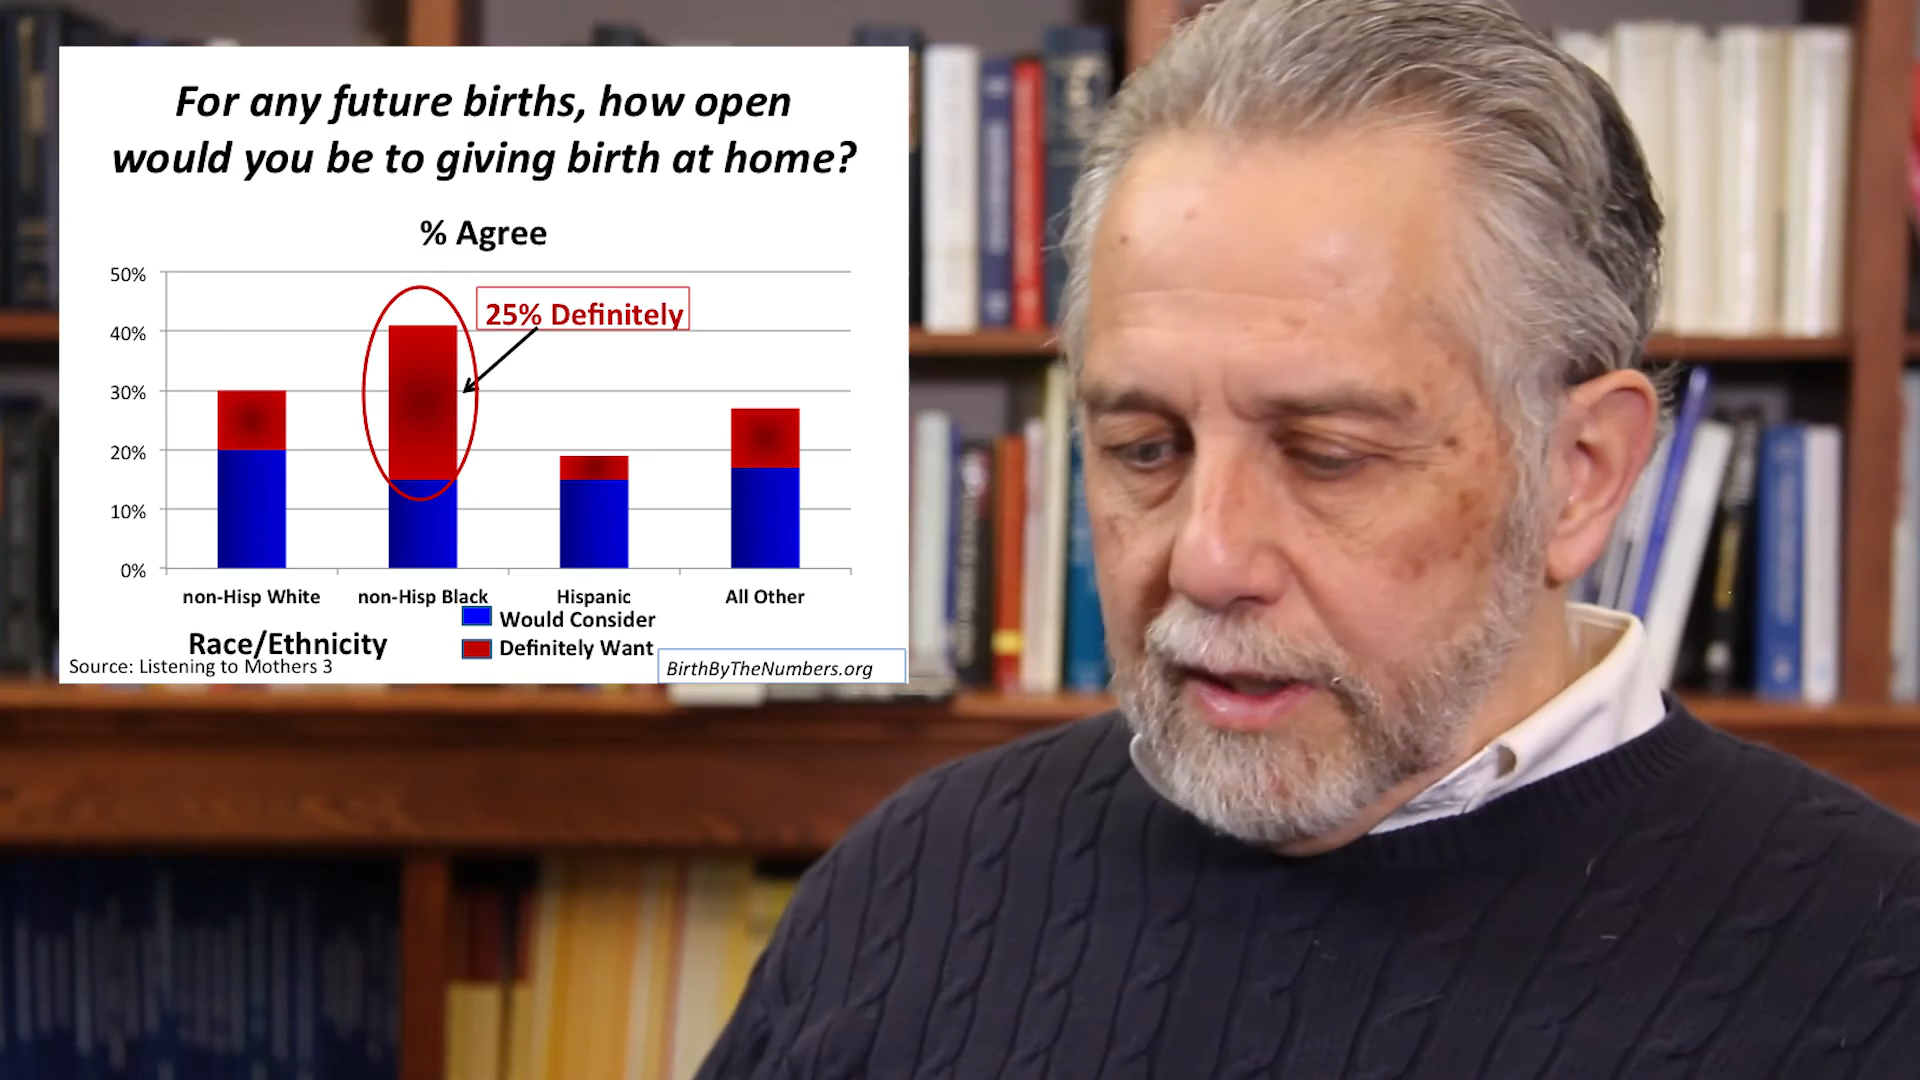 For any future births, how open
would you be to giving birth at home?
% Agree
50%
40%
30%
20%
10%
0%
25% Definitely
non-Hisp White
non-Hisp Black
Hispanic
All Other
Race/Ethnicity
Would Consider
Definitely Want
Source: Listening to Mothers 3
BirthByTheNumbers.org